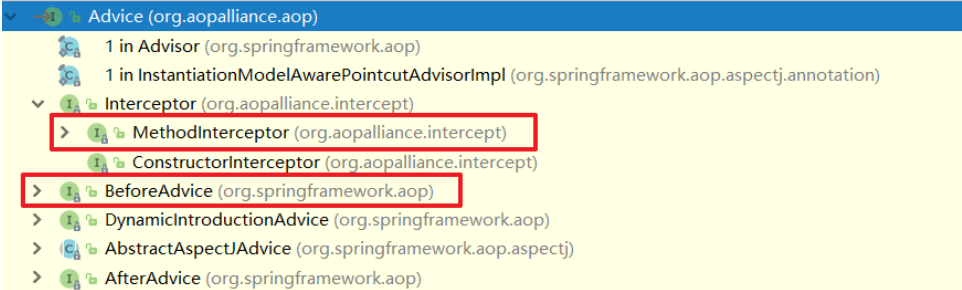 Advice (org.aopalliance.aop)
1 in Advisor (org.springframework.aop)
1 in InstantiationModelAwarePointcutAdvisorImpl (org.springframework.aop.aspectj.annotation)
Interceptor (org.aopalliance.intercept)
MethodInterceptor (org.aopalliance.intercept)
ConstructorInterceptor (org.aopalliance.intercept)
BeforeAdvice (org.springframework.aop)
DynamicIntroductionAdvice (org.springframework.aop)
AbstractAspectJAdvice (org.springframework.aop.aspectj)
AfterAdvice (org.springframework.aop)